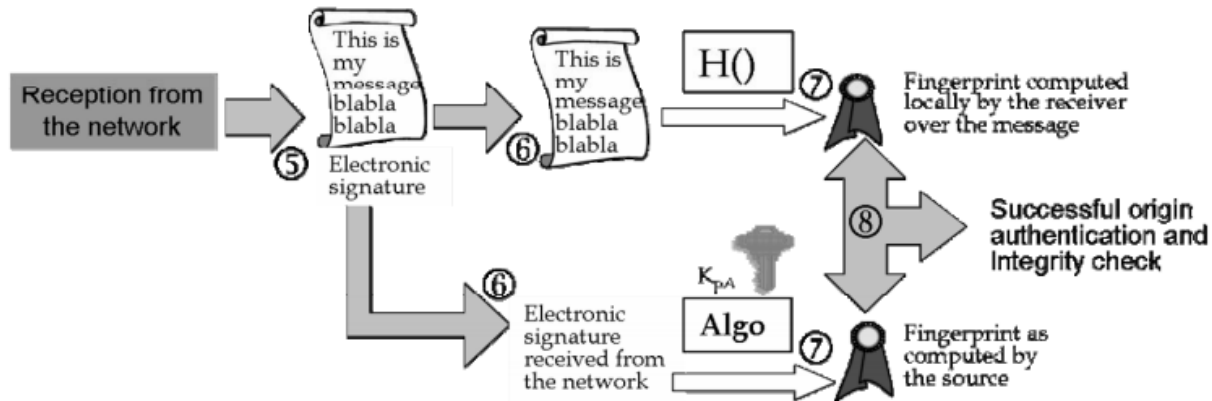 Reception from
the network
⑤
This is
my
message
blabla
blabla
Electronic
signature
⑥
This is
my
message
blabla
blabla
H()
⑦
Fingerprint computed
locally by the receiver
over the message
⑧
Successful origin
authentication and
Integrity check
⑥
Electronic
signature
received from
the network
KpA
Algo
⑦
Fingerprint as
computed by
the source